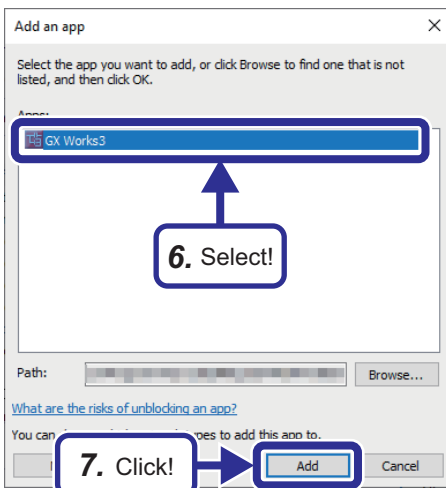 Add an app
Select the app you want to add, or click Browse to find one that is not
listed, and then click OK.
Apps:
GX Works3
6. Select!
Path:
Browse...
What are the risks of unblocking an app?
You can
to add this app to.
7. Click!
Add
Cancel